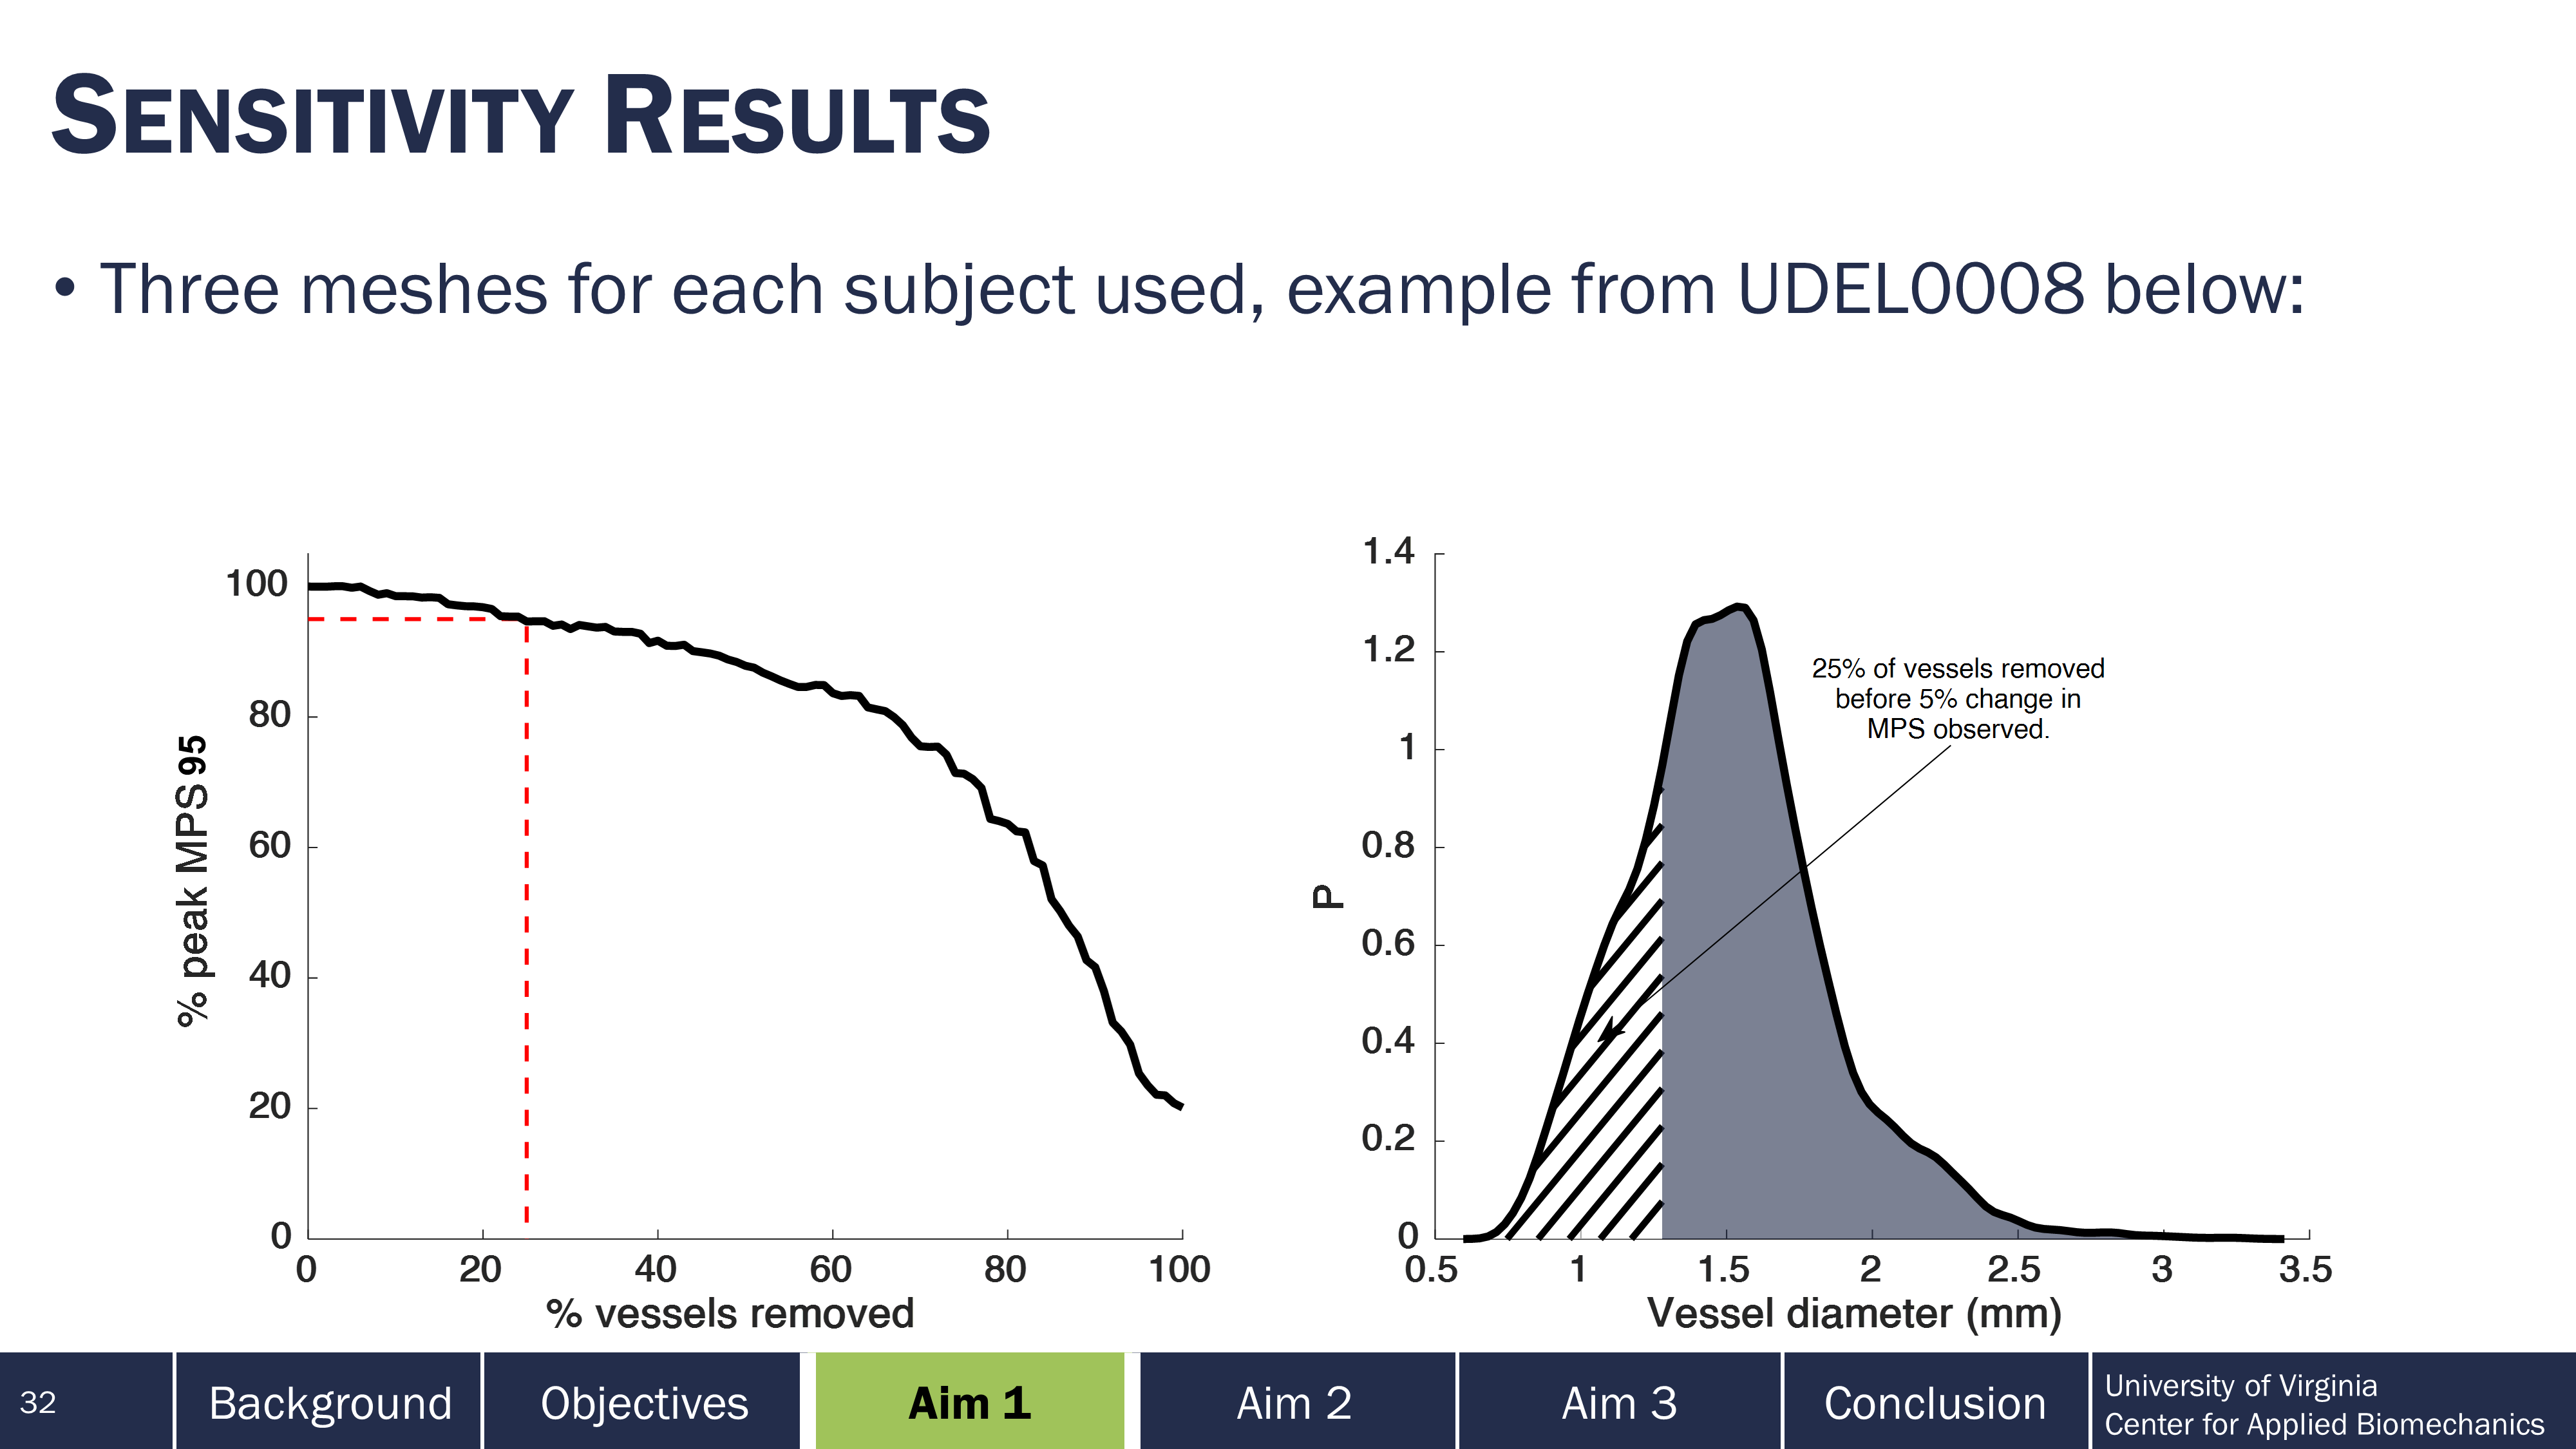 SENSITIVITY RESULTS
• Three meshes for each subject used, example from UDEL0008 below:
% peak MPS 95
100
80
60
40
20
0
0 20 40 60 80 100
% vessels removed
P
1.4
1.2
1
0.8
0.6
0.4
0.2
0
25% of vessels removed
before 5% change in
MPS observed.
0.5 1 1.5 2 2.5 3 3.5
Vessel diameter (mm)
32 Background Objectives Aim 1 Aim 2 Aim 3 Conclusion
University of Virginia
Center for Applied Biomechanics